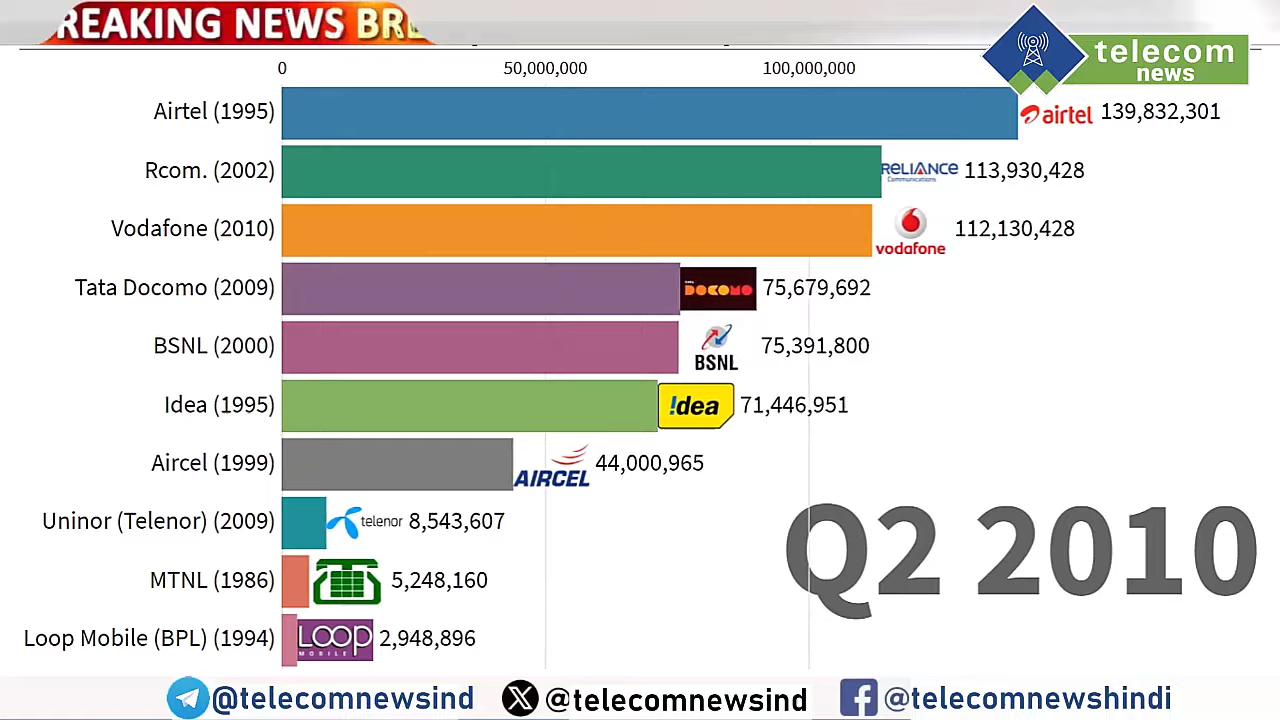 REAKING NEWS BRE
telecom
news
0 50,000,000 100,000,000
Airtel (1995) airtel 139,832,301
Rcom. (2002) RELIANCE Communications 113,930,428
Vodafone (2010) vodafone 112,130,428
Tata Docomo (2009) TATA DOCOMO 75,679,692
BSNL (2000) BSNL 75,391,800
Idea (1995) !dea 71,446,951
Aircel (1999) AIRCEL 44,000,965
Uninor (Telenor) (2009) telenor 8,543,607
MTNL (1986) 5,248,160
Loop Mobile (BPL) (1994) LOOP MOBILE 2,948,896
Q2 2010
@telecomnewsind @telecomnewsind @telecomnewshindi